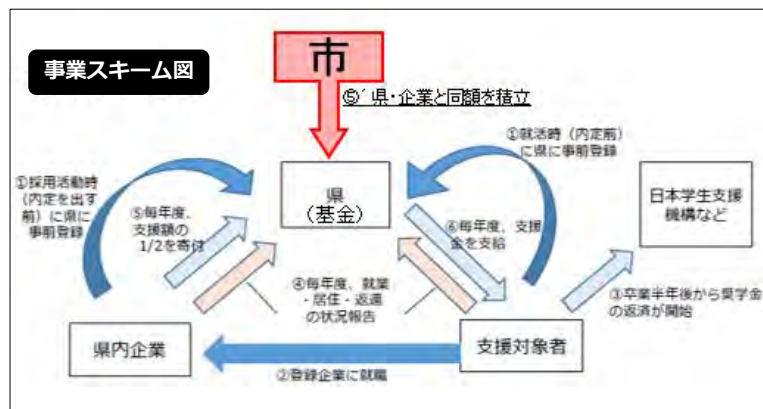 事業スキーム図
市
⑤´県・企業と同額を積立
①就活時（内定前）
に県に事前登録
①採用活動時
（内定を出す
前）に県に
事前登録
⑤毎年度、
支援額の
1/2を寄付
県
（基金）
⑥毎年度、支援
金を支給
日本学生支援
機構など
④毎年度、就業
・居住・返還
の状況報告
③卒業半年後から奨学金
の返済が開始
県内企業
支援対象者
②登録企業に就職